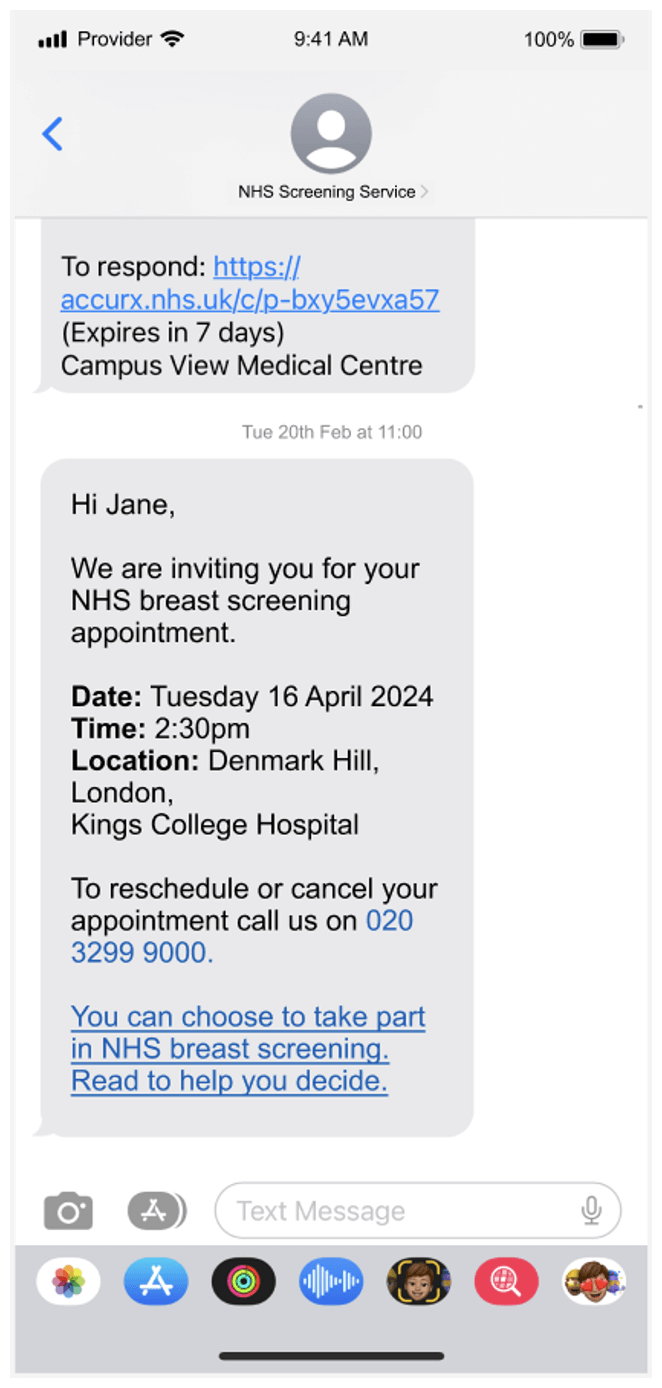 Provider
9:41 AM
100%
NHS Screening Service
To respond: https://
accurx.nhs.uk/c/p-bxy5evxa57
(Expires in 7 days)
Campus View Medical Centre
Tue 20th Feb at 11:00
Hi Jane,
We are inviting you for your
NHS breast screening
appointment.
Date: Tuesday 16 April 2024
Time: 2:30pm
Location: Denmark Hill,
London,
Kings College Hospital
To reschedule or cancel your
appointment call us on 020
3299 9000.
You can choose to take part
in NHS breast screening.
Read to help you decide.
Text Message